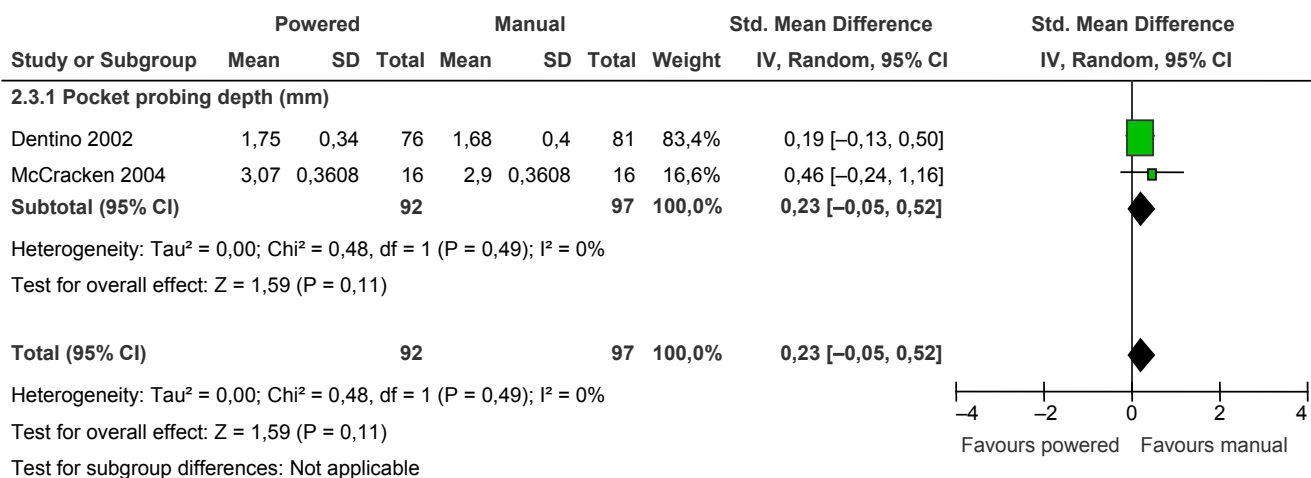 Powered Manual Std. Mean Difference Std. Mean Difference
Study or Subgroup Mean SD Total Mean SD Total Weight IV, Random, 95% CI IV, Random, 95% CI
2.3.1 Pocket probing depth (mm)
Dentino 2002 1,75 0,34 76 1,68 0,4 81 83,4% 0,19 [–0,13, 0,50]
McCracken 2004 3,07 0,3608 16 2,9 0,3608 16 16,6% 0,46 [–0,24, 1,16]
Subtotal (95% CI) 92 97 100,0% 0,23 [–0,05, 0,52]
Heterogeneity: Tau² = 0,00; Chi² = 0,48, df = 1 (P = 0,49); I² = 0%
Test for overall effect: Z = 1,59 (P = 0,11)
Total (95% CI) 92 97 100,0% 0,23 [–0,05, 0,52]
Heterogeneity: Tau² = 0,00; Chi² = 0,48, df = 1 (P = 0,49); I² = 0%
Test for overall effect: Z = 1,59 (P = 0,11)
Test for subgroup differences: Not applicable
–4 –2 0 2 4
Favours powered Favours manual